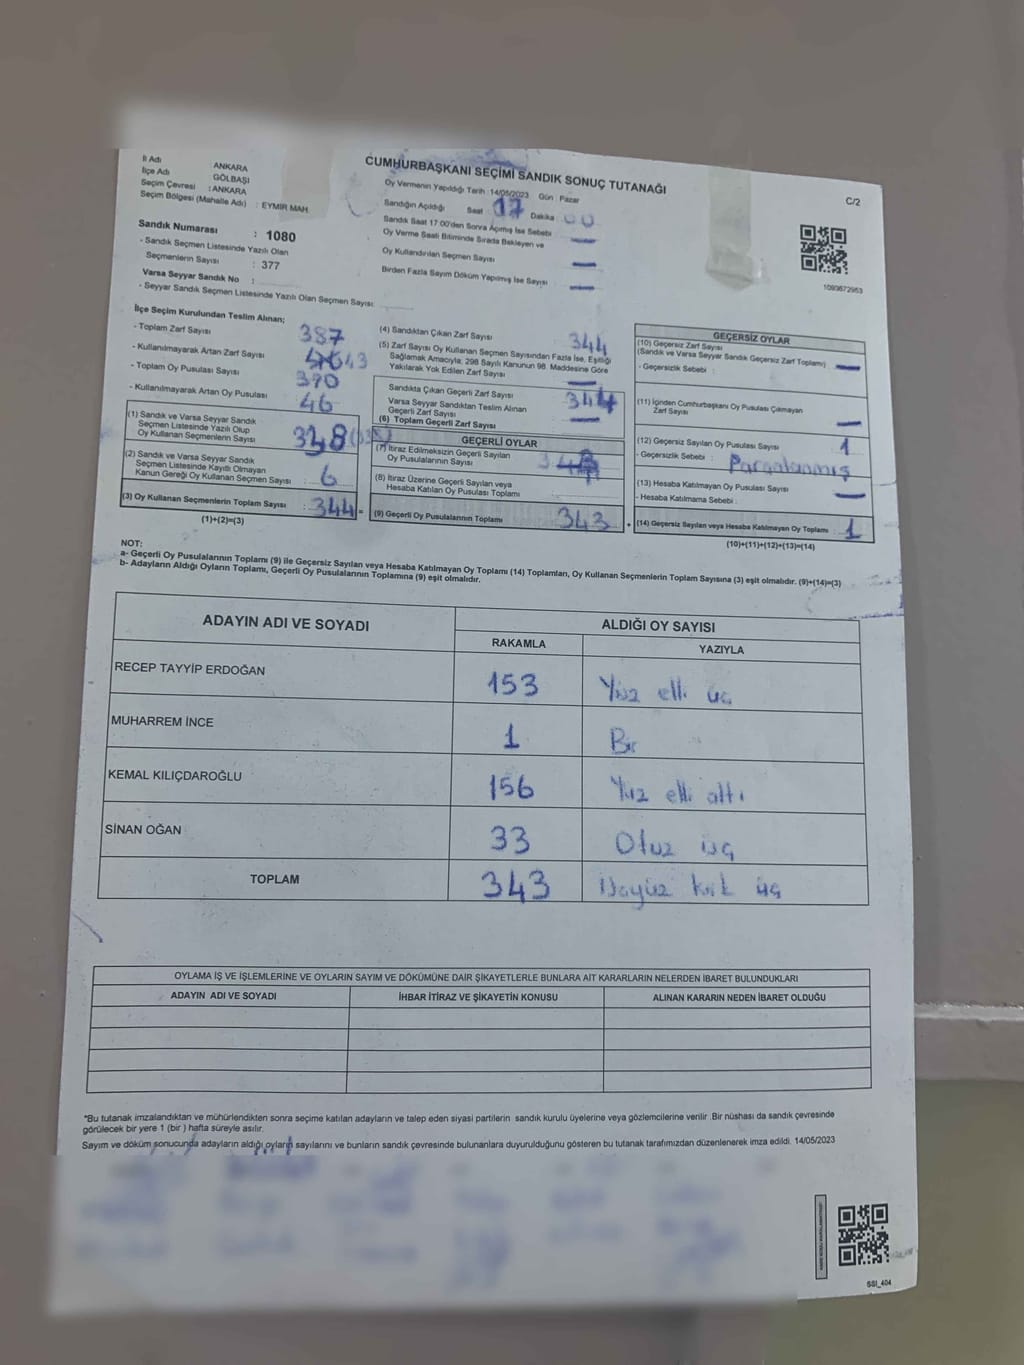 CUMHURBAŞKANI SEÇİMİ SANDIK SONUÇ TUTANAĞI
C/2
İl Adı ANKARA
İlçe Adı GÖLBAŞI
Seçim Çevresi : ANKARA
Seçim Bölgesi (Mahalle Adı) : EYMİR MAH.
Sandık Numarası : 1080
- Sandık Seçmen Listesinde Yazılı Olan
Seçmenlerin Sayısı : 377
Varsa Seyyar Sandık No :
- Seyyar Sandık Seçmen Listesinde Yazılı Olan Seçmen Sayısı:
Oy Vermenin Yapıldığı Tarih : 14/05/2023 Gün : Pazar
Sandığın Açıldığı Saat 17 Dakika : 00
Sandık Saat 17:00'den Sonra Açılmış İse Sebebi
Oy Verme Saati Bitiminde Sırada Bekleyen ve
Oy Kullandırılan Seçmen Sayısı
Birden Fazla Sayım Döküm Yapılmış İse Sayısı
1093672953
İlçe Seçim Kurulundan Teslim Alınan;
- Toplam Zarf Sayısı 387
- Kullanılmayarak Artan Zarf Sayısı 43
- Toplam Oy Pusulası Sayısı 390
- Kullanılmayarak Artan Oy Pusulası 46
(1) Sandık ve Varsa Seyyar Sandık
Seçmen Listesinde Yazılı Olup
Oy Kullanan Seçmenlerin Sayısı
(2) Sandık ve Varsa Seyyar Sandık
Seçmen Listesinde Kayıtlı Olmayan
Kanun Gereği Oy Kullanan Seçmen Sayısı : 6
(3) Oy Kullanan Seçmenlerin Toplam Sayısı : 344 =
(1)+(2)=(3)
(4) Sandıktan Çıkan Zarf Sayısı 344
(5) Zarf Sayısı Oy Kullanan Seçmen Sayısından Fazla İse, Eşitliği
Sağlamak Amacıyla; 298 Sayılı Kanunun 98. Maddesine Göre
Yakılarak Yok Edilen Zarf Sayısı
Sandıkta Çıkan Geçerli Zarf Sayısı 344
Varsa Seyyar Sandıktan Teslim Alınan
Geçerli Zarf Sayısı
(6) Toplam Geçerli Zarf Sayısı
GEÇERLİ OYLAR
(7) İtiraz Edilmeksizin Geçerli Sayılan
Oy Pusulalarının Sayısı
(8) İtiraz Üzerine Geçerli Sayılan veya
Hesaba Katılan Oy Pusulası Toplamı
(9) Geçerli Oy Pusulalarının Toplamı 343 +
GEÇERSİZ OYLAR
(10) Geçersiz Zarf Sayısı
(Sandık ve Varsa Seyyar Sandık Geçersiz Zarf Toplamı)
- Geçersizlik Sebebi :
(11) İçinden Cumhurbaşkanı Oy Pusulası Çıkmayan
Zarf Sayısı
(12) Geçersiz Sayılan Oy Pusulası Sayısı 1
- Geçersizlik Sebebi : Parçalanmış
(13) Hesaba Katılmayan Oy Pusulası Sayısı
- Hesaba Katılmama Sebebi :
(14) Geçersiz Sayılan veya Hesaba Katılmayan Oy Toplamı : 1
(10)+(11)+(12)+(13)=(14)
NOT:
a- Geçerli Oy Pusulalarının Toplamı (9) ile Geçersiz Sayılan veya Hesaba Katılmayan Oy Toplamı (14) Toplamları, Oy Kullanan Seçmenlerin Toplam Sayısına (3) eşit olmalıdır. (9)+(14)=(3)
b- Adayların Aldığı Oyların Toplamı, Geçerli Oy Pusulalarının Toplamına (9) eşit olmalıdır.
ADAYIN ADI VE SOYADI ALDIĞI OY SAYISI
RAKAMLA YAZIYLA
RECEP TAYYİP ERDOĞAN 153 Yüz elli üç
MUHARREM İNCE 1 Bir
KEMAL KILIÇDAROĞLU 156 Yüz elli altı
SİNAN OĞAN 33 Otuz üç
TOPLAM 343 Üçyüz kırk üç
OYLAMA İŞ VE İŞLEMLERİNE VE OYLARIN SAYIM VE DÖKÜMÜNE DAİR ŞİKAYETLERLE BUNLARA AİT KARARLARIN NELERDEN İBARET BULUNDUKLARI
ADAYIN ADI VE SOYADI İHBAR İTİRAZ VE ŞİKAYETİN KONUSU ALINAN KARARIN NEDEN İBARET OLDUĞU
*Bu tutanak imzalandıktan ve mühürlendikten sonra seçime katılan adayların ve talep eden siyasi partilerin sandık kurulu üyelerine veya gözlemcilerine verilir .Bir nüshası da sandık çevresinde
görülecek bir yere 1 (bir ) hafta süreyle asılır.
Sayım ve döküm sonucunda adayların aldığı oyların sayılarını ve bunların sandık çevresinde bulunanlara duyurulduğunu gösteren bu tutanak tarafımızdan düzenlenerek imza edildi. 14/05/2023
SSI_404